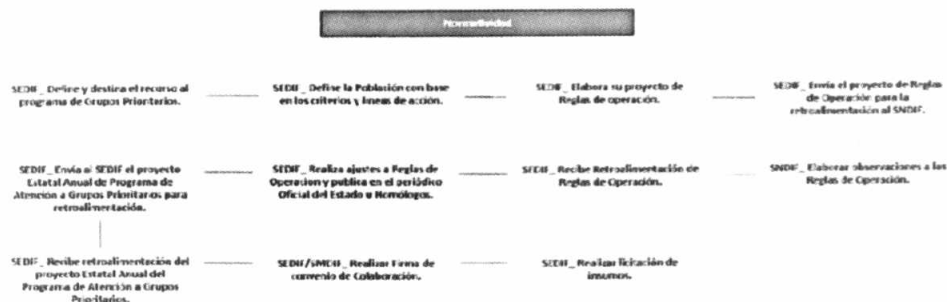 Normatividad
SEDIF_ Define y destina el recurso al
programa de Grupos Prioritarios.
SEDIF_ Define la Población con base
en los criterios y líneas de acción.
SEDIF_ Elabora su proyecto de
Reglas de operación.
SEDIF_ Envía el proyecto de Reglas
de Operación para la
retroalimentación al SNDIF.
SEDIF_ Envía al SEDIF el proyecto
Estatal Anual de Programa de
Atención a Grupos Prioritarios para
retroalimentación.
SEDIF_ Realiza ajustes a Reglas de
Operacion y publica en el periódico
Oficial del Estado u Homólogos.
SEDIF_ Recibe Retroalimentación de
Reglas de Operación.
SNDIF_ Elaborar observaciones a las
Reglas de Operación.
SEDIF_ Recibe retroalimentación del
proyecto Estatal Anual del
Programa de Atención a Grupos
Prioritarios.
SEDIF/SMDIF_ Realizar Firma de
convenio de Colaboración.
SEDIF_ Realizar licitación de
insumos.